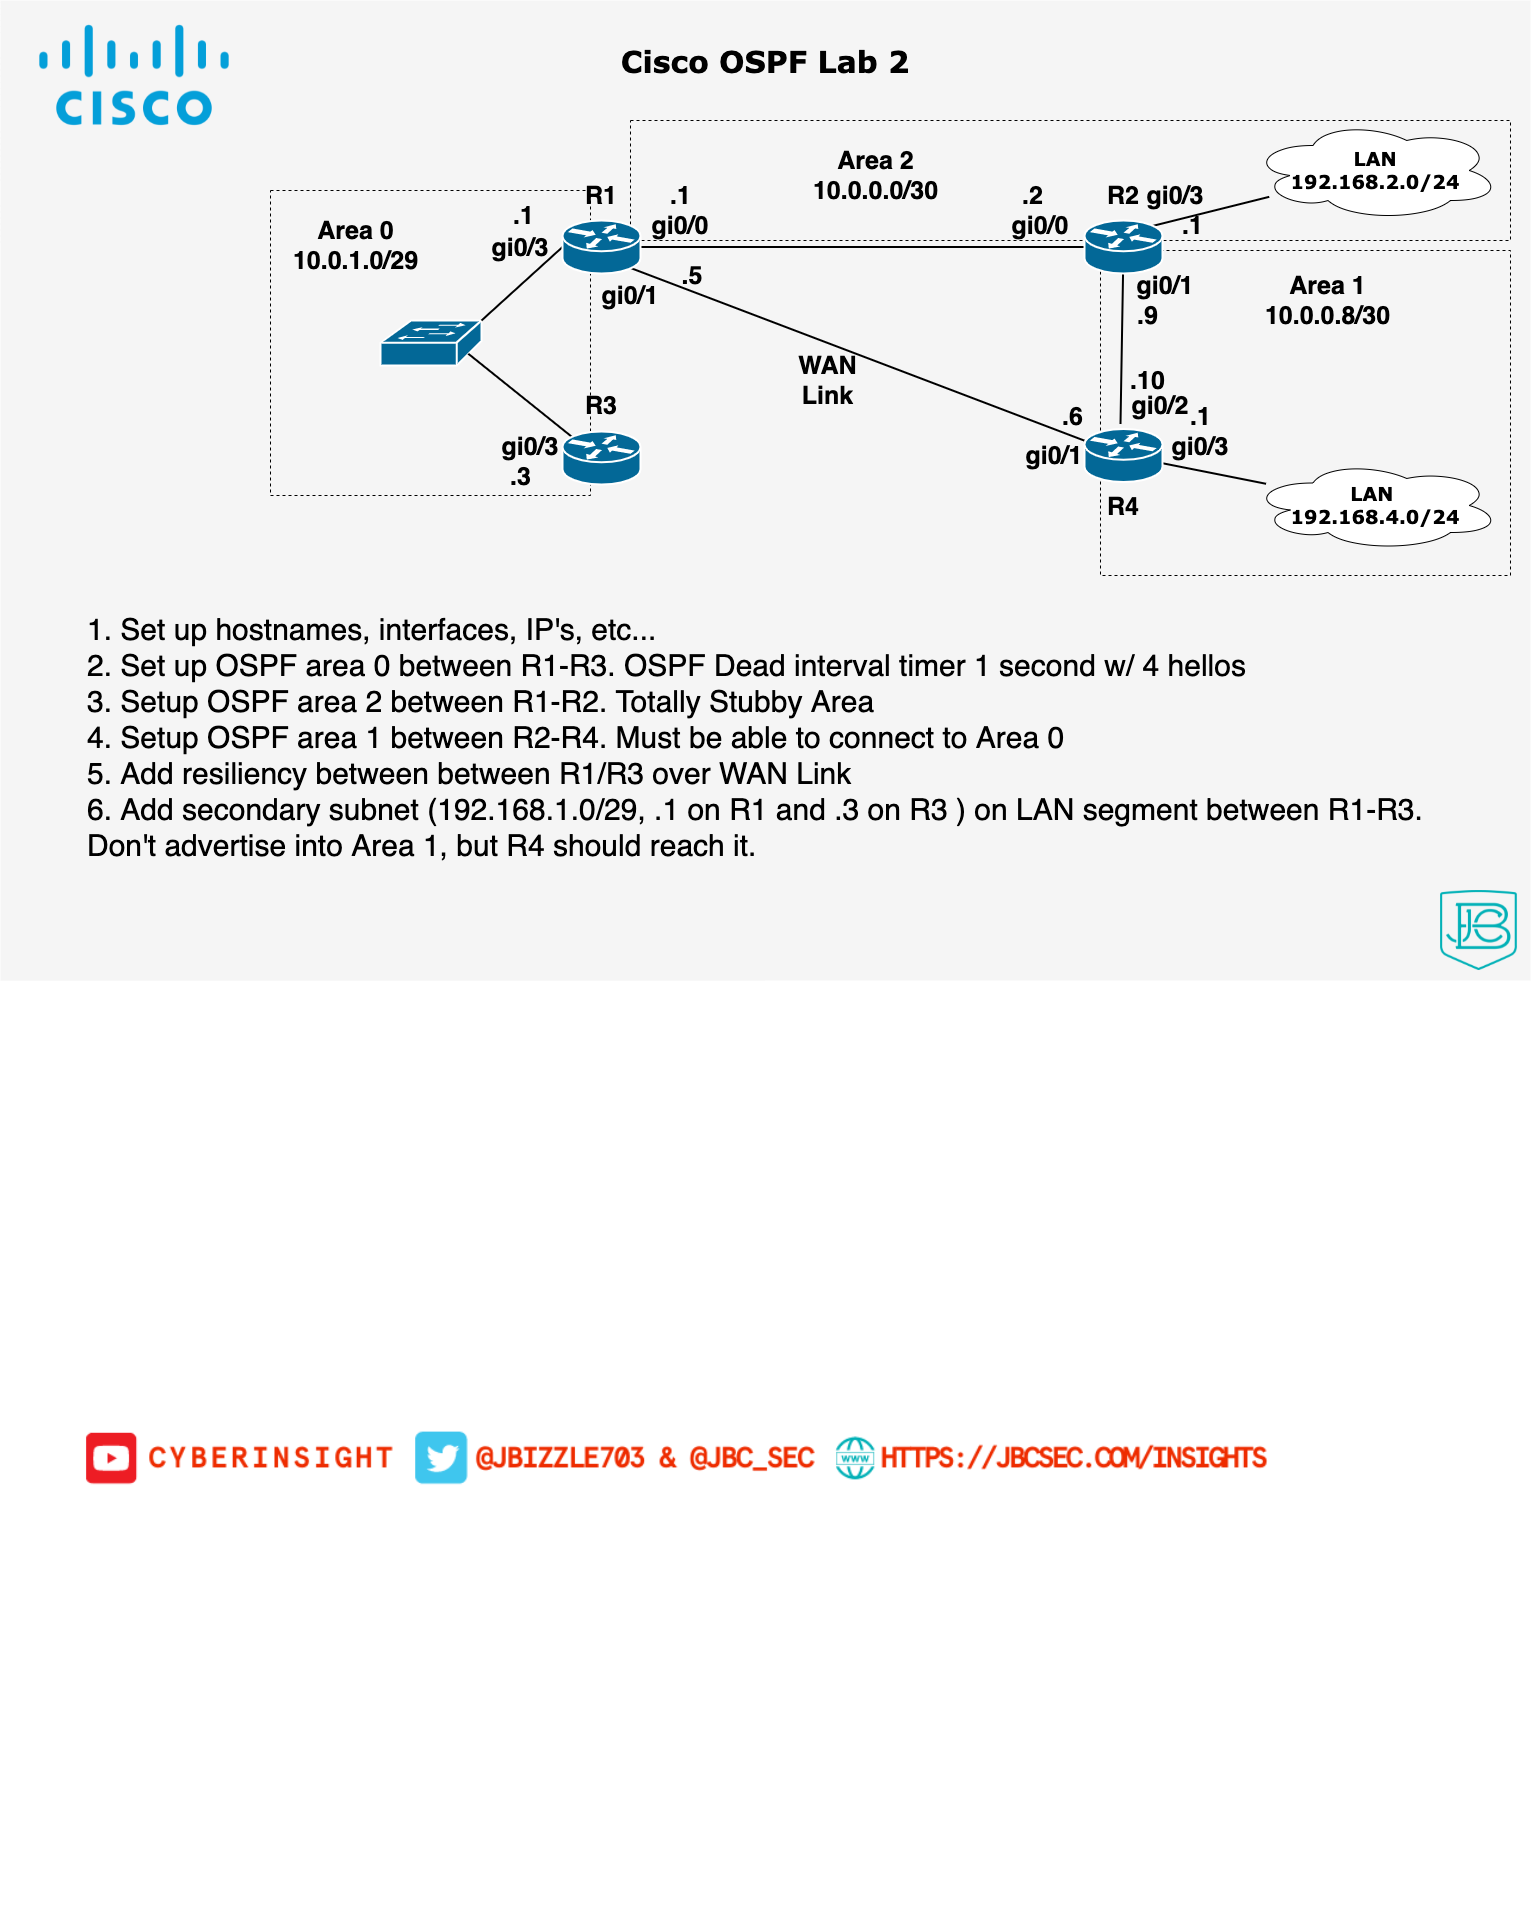 CISCO
Cisco OSPF Lab 2
Area 2
10.0.0.0/30
LAN
192.168.2.0/24
Area 0
10.0.1.0/29
.1
gi0/3
R1
.1
gi0/0
.2
gi0/0
R2 gi0/3
.1
gi0/1
.5
gi0/1
.9
Area 1
10.0.0.8/30
WAN
Link
R3
gi0/3
.3
.6
gi0/1
.10
gi0/2
.1
gi0/3
R4
LAN
192.168.4.0/24
1. Set up hostnames, interfaces, IP's, etc...
2. Set up OSPF area 0 between R1-R3. OSPF Dead interval timer 1 second w/ 4 hellos
3. Setup OSPF area 2 between R1-R2. Totally Stubby Area
4. Setup OSPF area 1 between R2-R4. Must be able to connect to Area 0
5. Add resiliency between between R1/R3 over WAN Link
6. Add secondary subnet (192.168.1.0/29, .1 on R1 and .3 on R3 ) on LAN segment between R1-R3.
Don't advertise into Area 1, but R4 should reach it.
JBC
CYBERINSIGHT
@JBIZZLE703 & @JBC_SEC
WWW
HTTPS://JBCSEC.COM/INSIGHTS